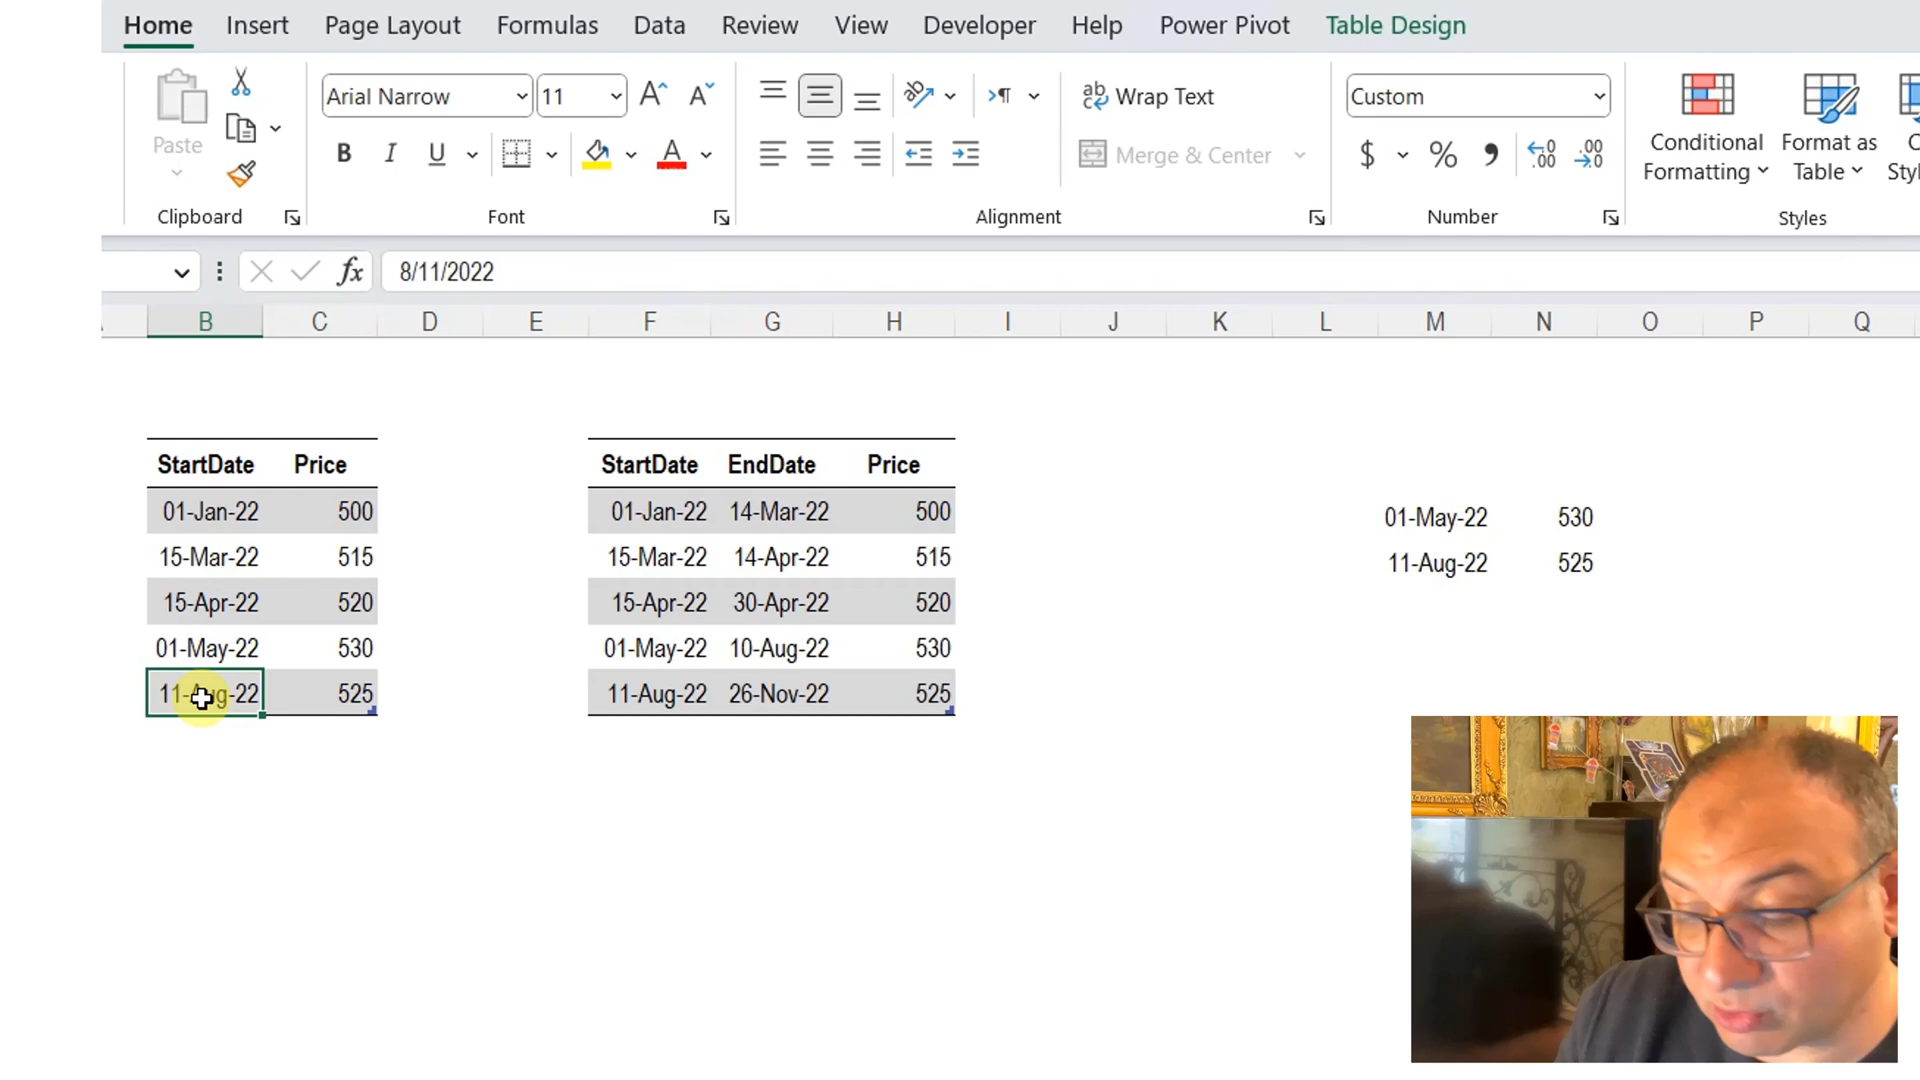 Home Insert Page Layout Formulas Data Review View Developer Help Power Pivot Table Design
Arial Narrow 11 A A ab Wrap Text Custom
Paste B I U A Merge & Center $ % , .00 .00 Conditional Format as
Formatting Table
Clipboard Font Alignment Number Styles
fx 8/11/2022
B C D E F G H I J K L M N O P Q
StartDate Price StartDate EndDate Price
01-Jan-22 500 01-Jan-22 14-Mar-22 500 01-May-22 530
15-Mar-22 515 15-Mar-22 14-Apr-22 515 11-Aug-22 525
15-Apr-22 520 15-Apr-22 30-Apr-22 520
01-May-22 530 01-May-22 10-Aug-22 530
11-Aug-22 525 11-Aug-22 26-Nov-22 525